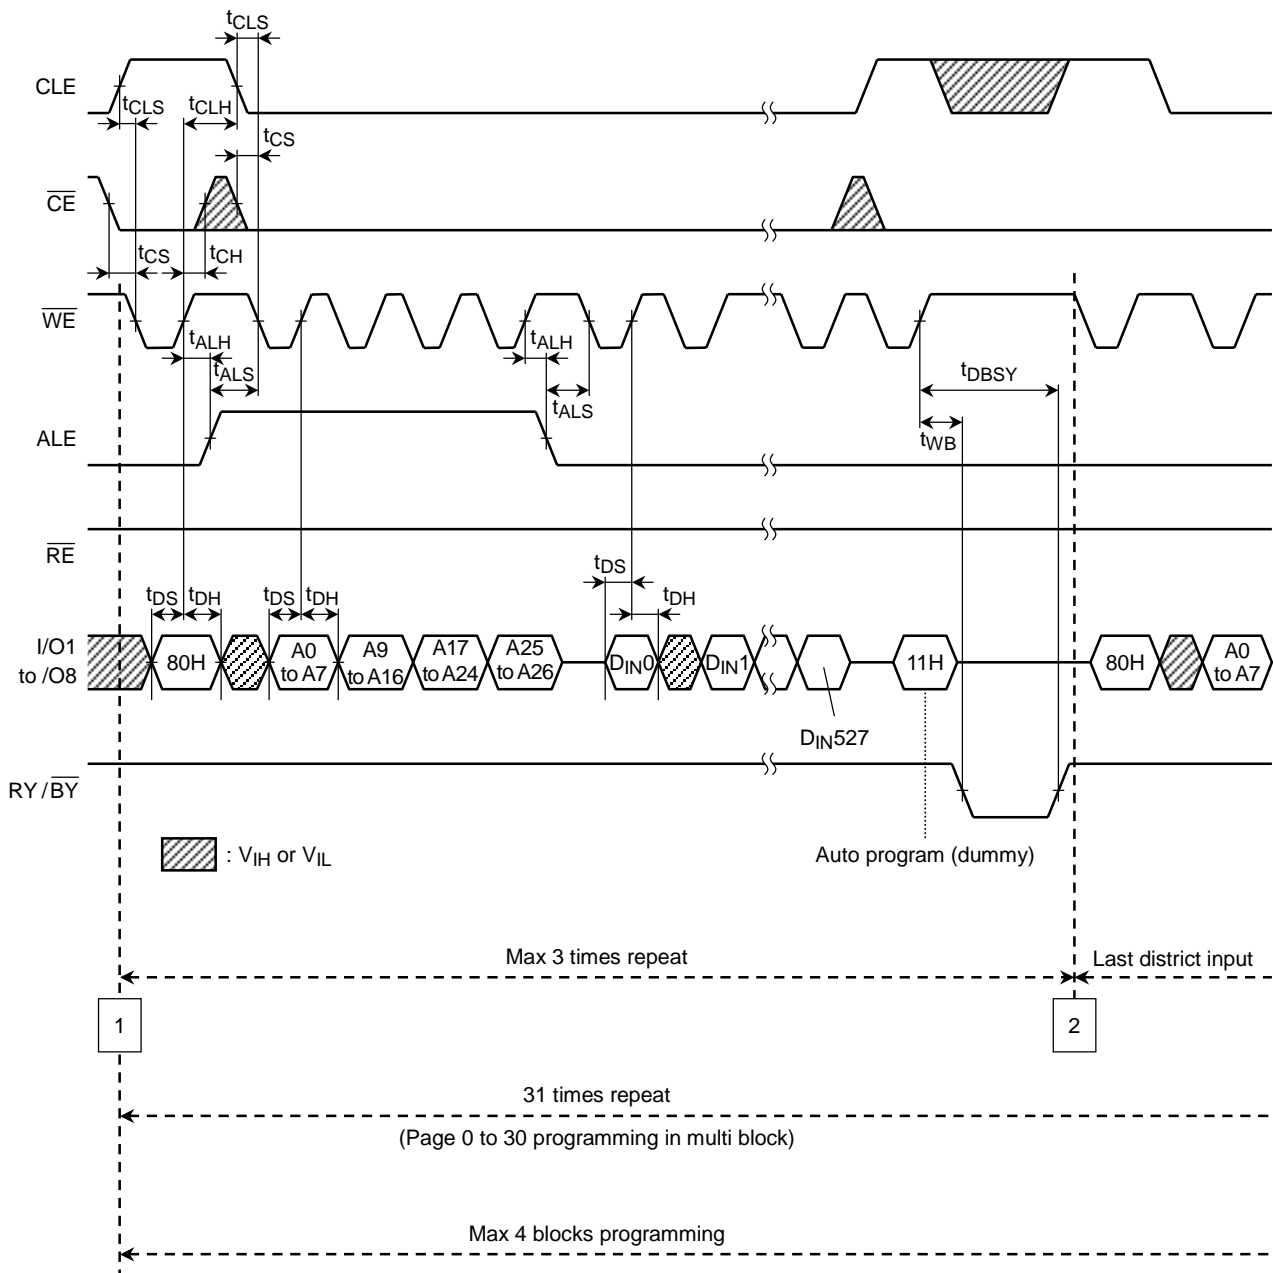 tCLS
CLE
tCLS
tCLH
tCS
CE
tCS
tCH
WE
tALH
tALH
tALS
tDBSY
tALS
ALE
tWB
RE
tDS
tDS
tDH
tDS
tDH
tDH
I/O1
to /O8
80H
A0
to A7
A9
to A16
A17
to A24
A25
to A26
DIN0
DIN1
11H
80H
A0
to A7
DIN527
RY / BY
: VIH or VIL
Auto program (dummy)
Max 3 times repeat
Last district input
1
2
31 times repeat
(Page 0 to 30 programming in multi block)
Max 4 blocks programming